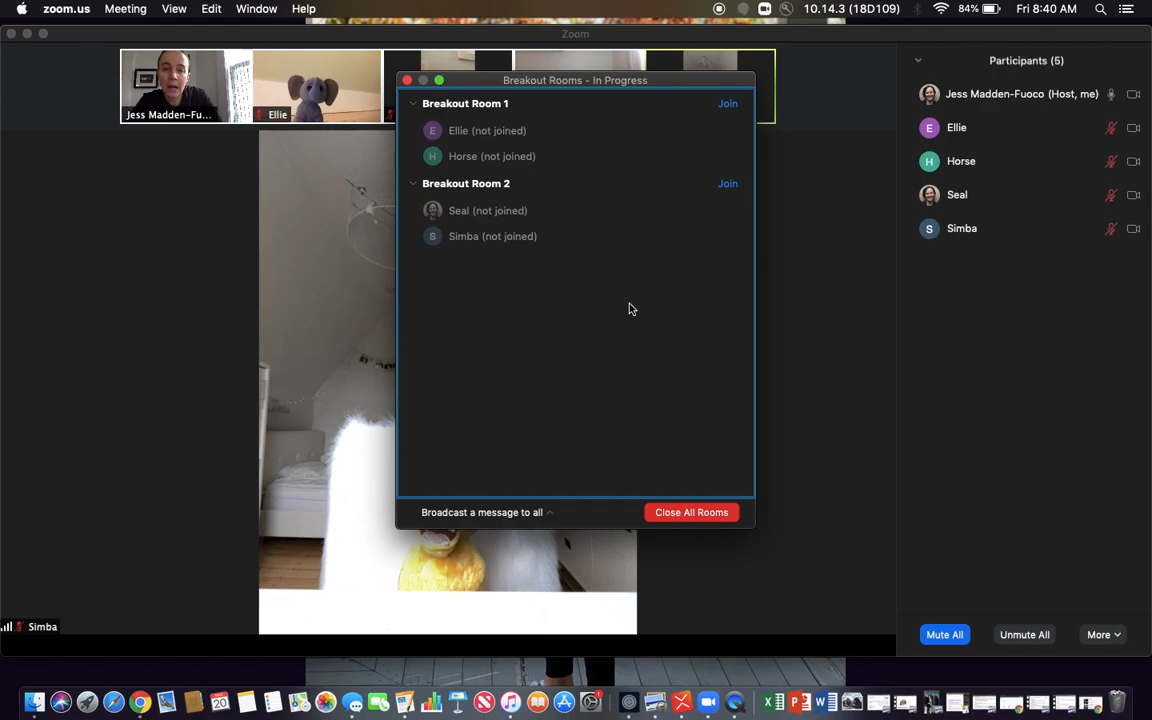 zoom.us Meeting View Edit Window Help
10.14.3 (18D109) 84% Fri 8:40 AM
Zoom
Jess Madden-Fu...
Ellie
Breakout Rooms - In Progress
Breakout Room 1 Join
E Ellie (not joined)
H Horse (not joined)
Breakout Room 2 Join
Seal (not joined)
S Simba (not joined)
Broadcast a message to all
Close All Rooms
Participants (5)
Jess Madden-Fuoco (Host, me)
E Ellie
H Horse
Seal
S Simba
Simba
Mute All Unmute All More
20